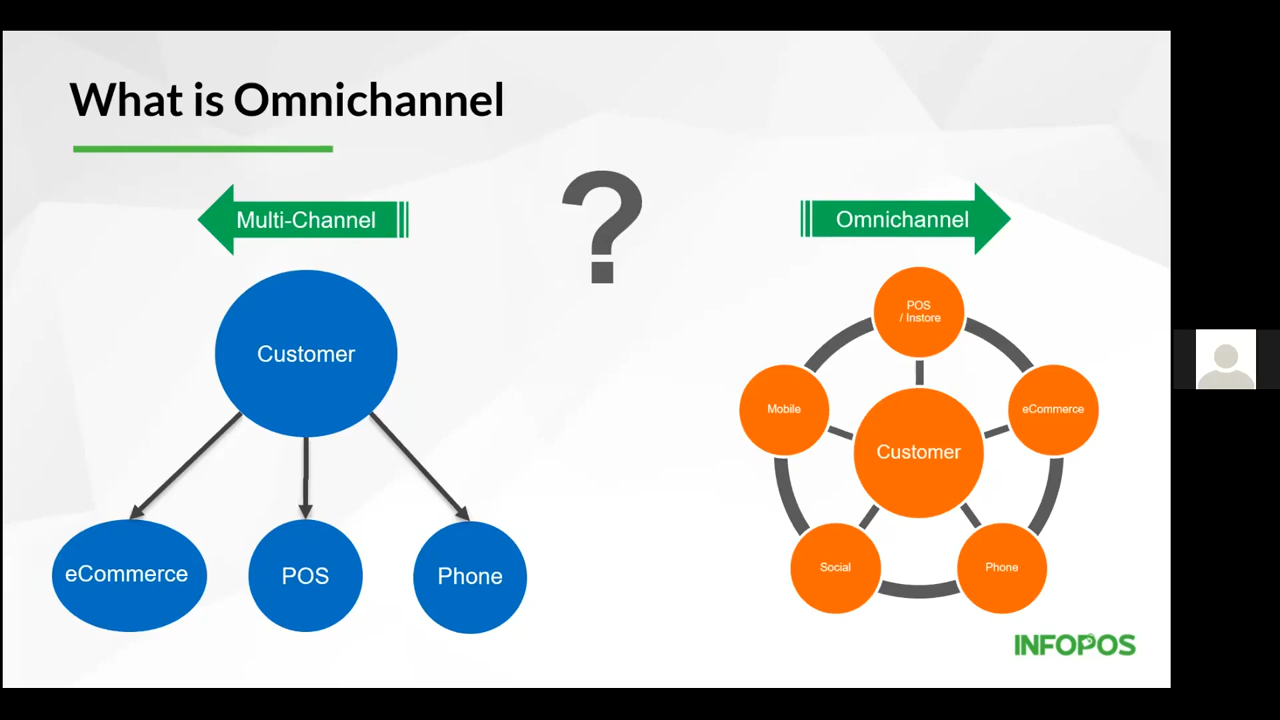 What is Omnichannel
Multi-Channel
?
Omnichannel
Customer
eCommerce
POS
Phone
POS
/ Instore
eCommerce
Phone
Social
Mobile
Customer
INFOPOS